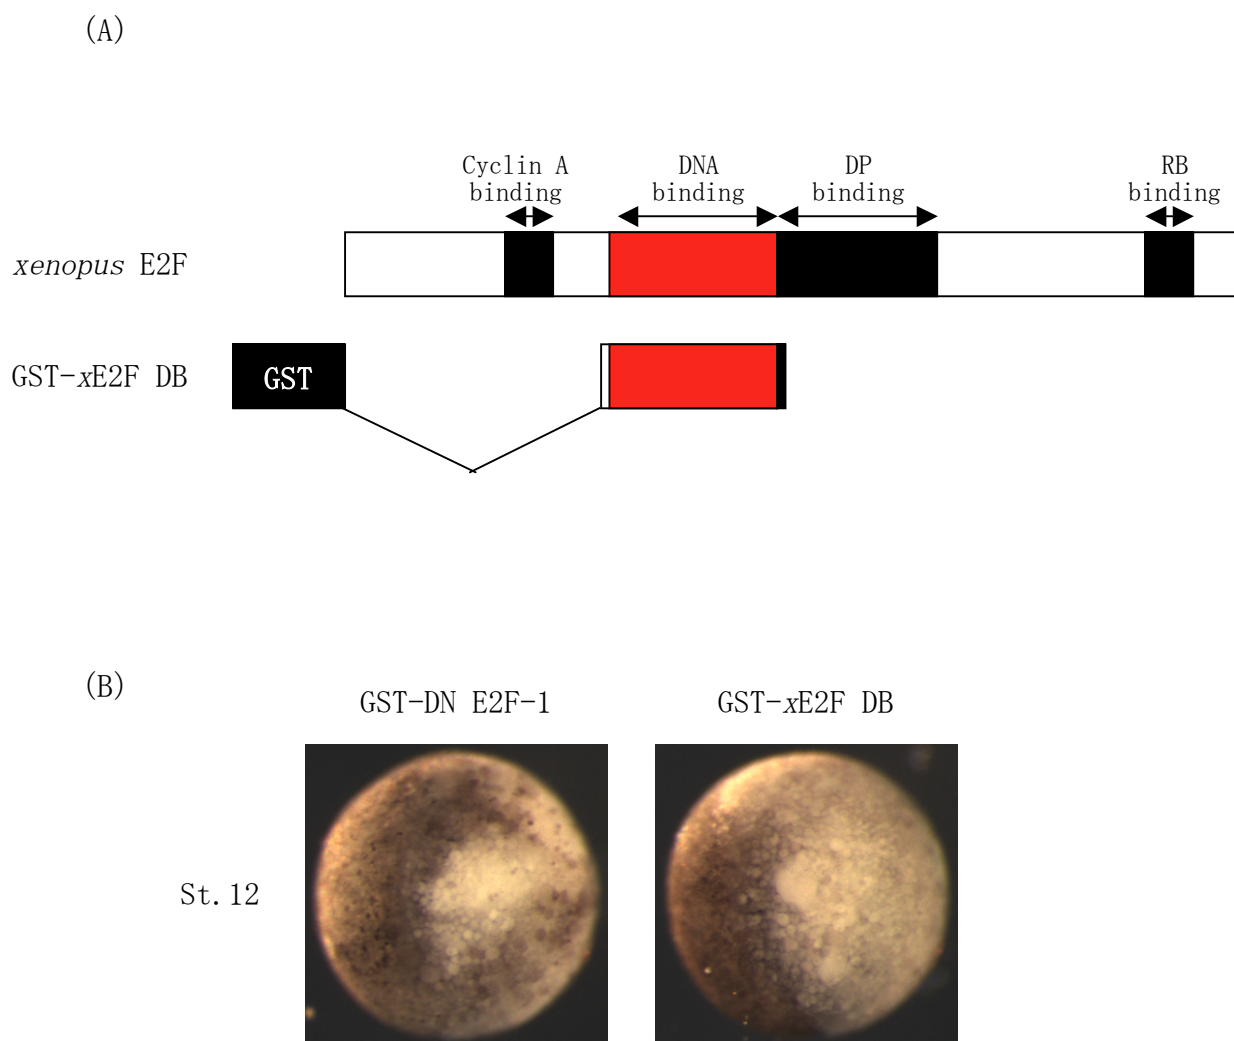 (A)
Cyclin A
binding
DNA
binding
DP
binding
RB
binding
xenopus E2F
GST-xE2F DB
GST
(B)
GST-DN E2F-1
GST-xE2F DB
St.12